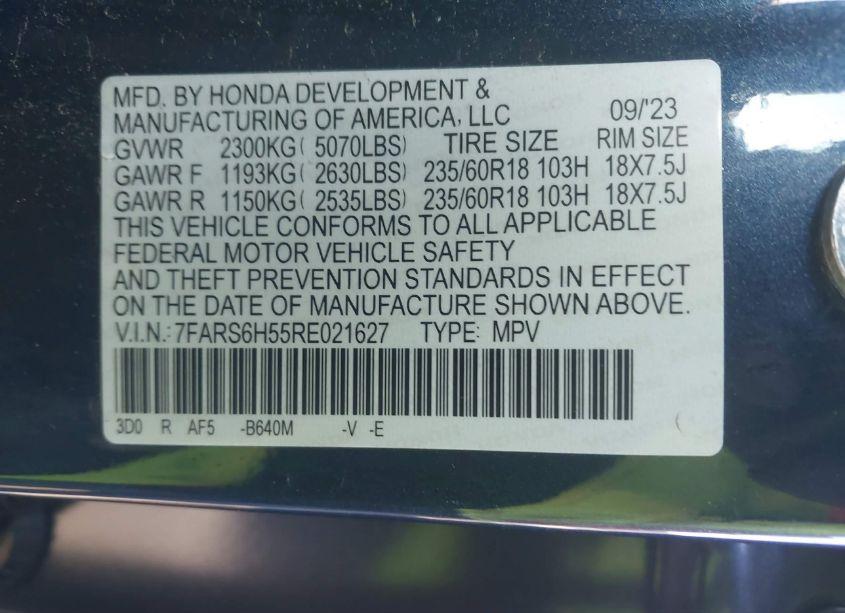 MFD. BY HONDA DEVELOPMENT &
MANUFACTURING OF AMERICA, LLC 09/'23
GVWR 2300KG( 5070LBS) TIRE SIZE RIM SIZE
GAWR F 1193KG( 2630LBS) 235/60R18 103H 18X7.5J
GAWR R 1150KG( 2535LBS) 235/60R18 103H 18X7.5J
THIS VEHICLE CONFORMS TO ALL APPLICABLE
FEDERAL MOTOR VEHICLE SAFETY
AND THEFT PREVENTION STANDARDS IN EFFECT
ON THE DATE OF MANUFACTURE SHOWN ABOVE.
V.I.N.:7FARS6H55RE021627 TYPE: MPV
3D0 R AF5 -B640M -V -E